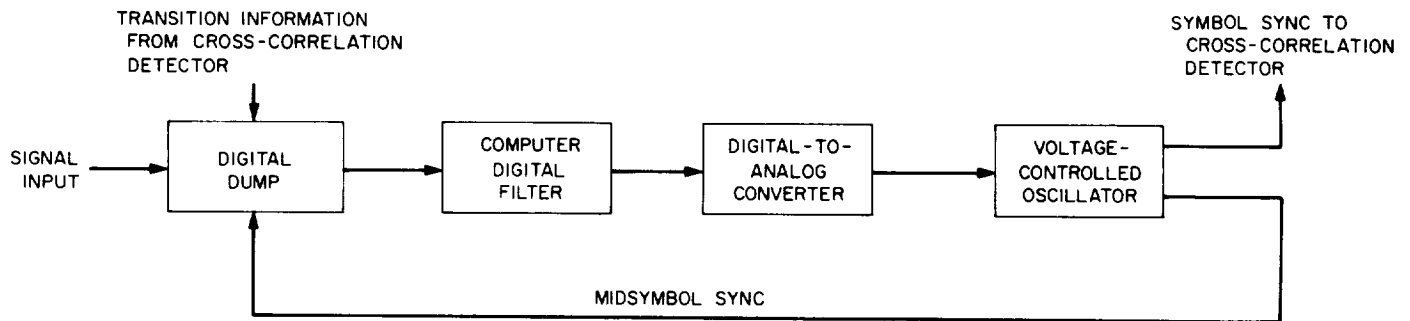 TRANSITION INFORMATION
FROM CROSS-CORRELATION
DETECTOR
SYMBOL SYNC TO
CROSS-CORRELATION
DETECTOR
SIGNAL
INPUT
DIGITAL
DUMP
COMPUTER
DIGITAL
FILTER
DIGITAL-TO-
ANALOG
CONVERTER
VOLTAGE-
CONTROLLED
OSCILLATOR
MIDSYMBOL SYNC